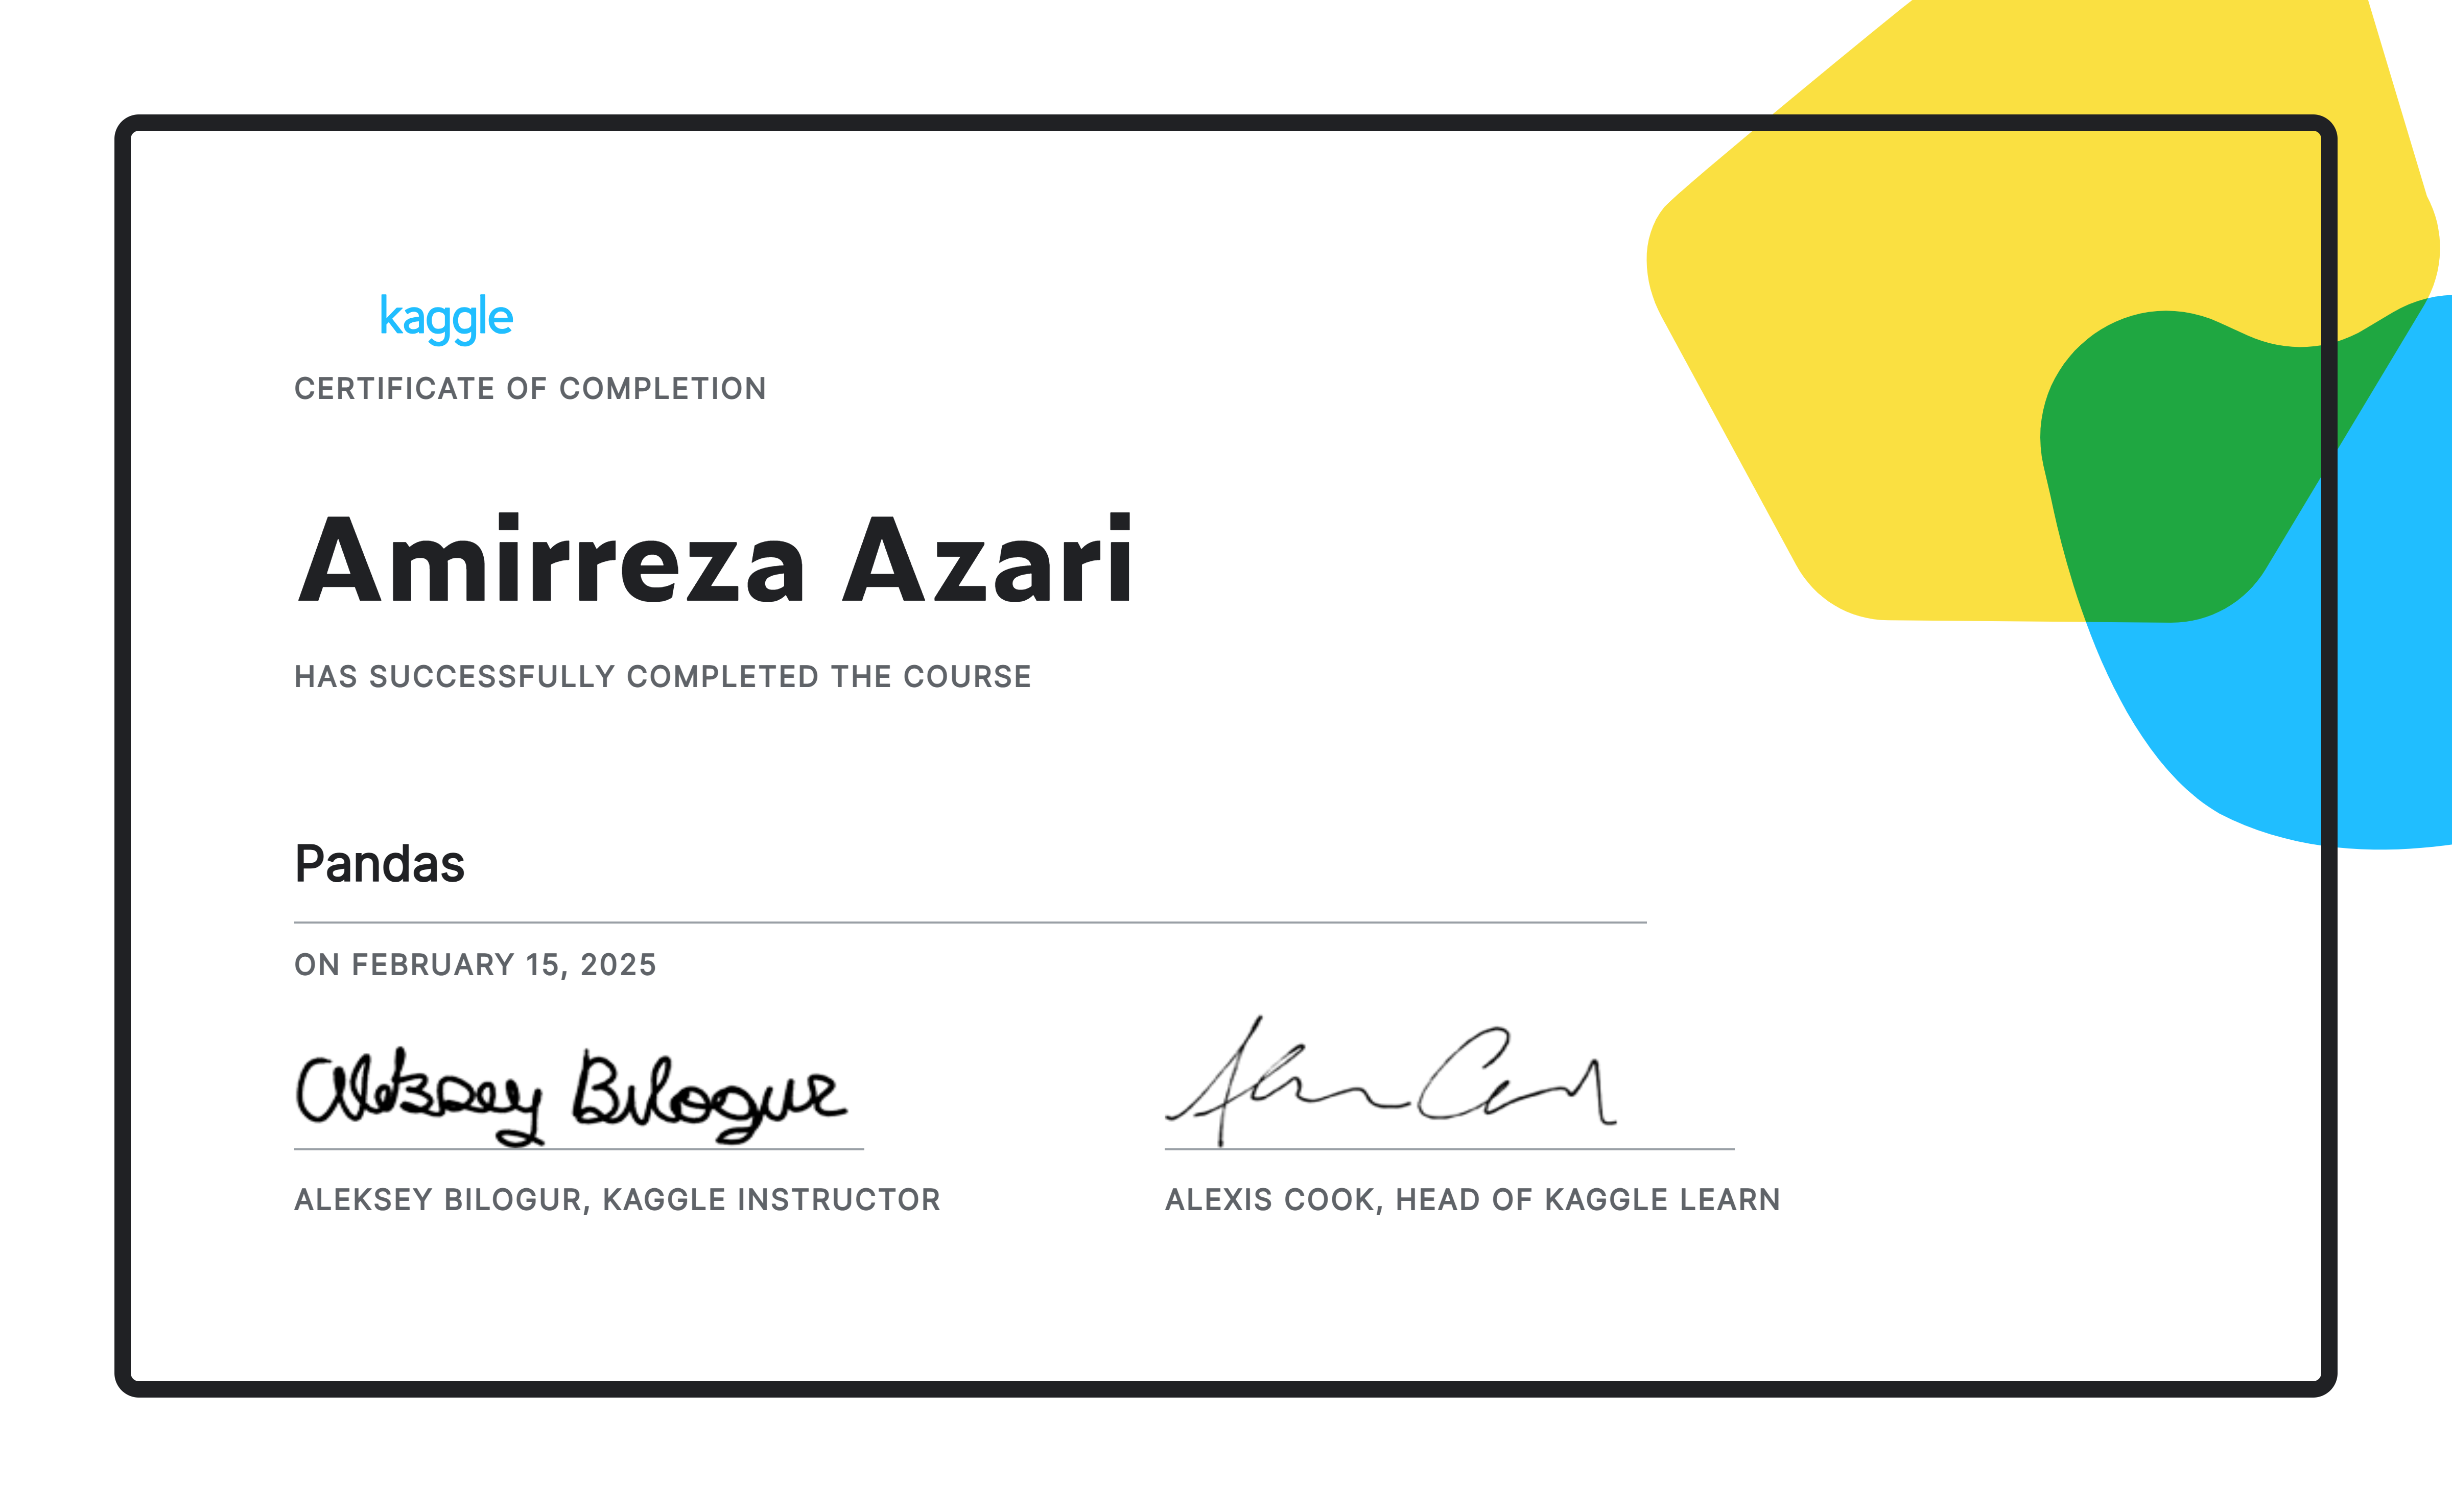 kaggle
CERTIFICATE OF COMPLETION
Amirreza Azari
HAS SUCCESSFULLY COMPLETED THE COURSE
Pandas
ON FEBRUARY 15, 2025
Aleksey Bilogur
ALEKSEY BILOGUR, KAGGLE INSTRUCTOR
ALEXIS COOK, HEAD OF KAGGLE LEARN